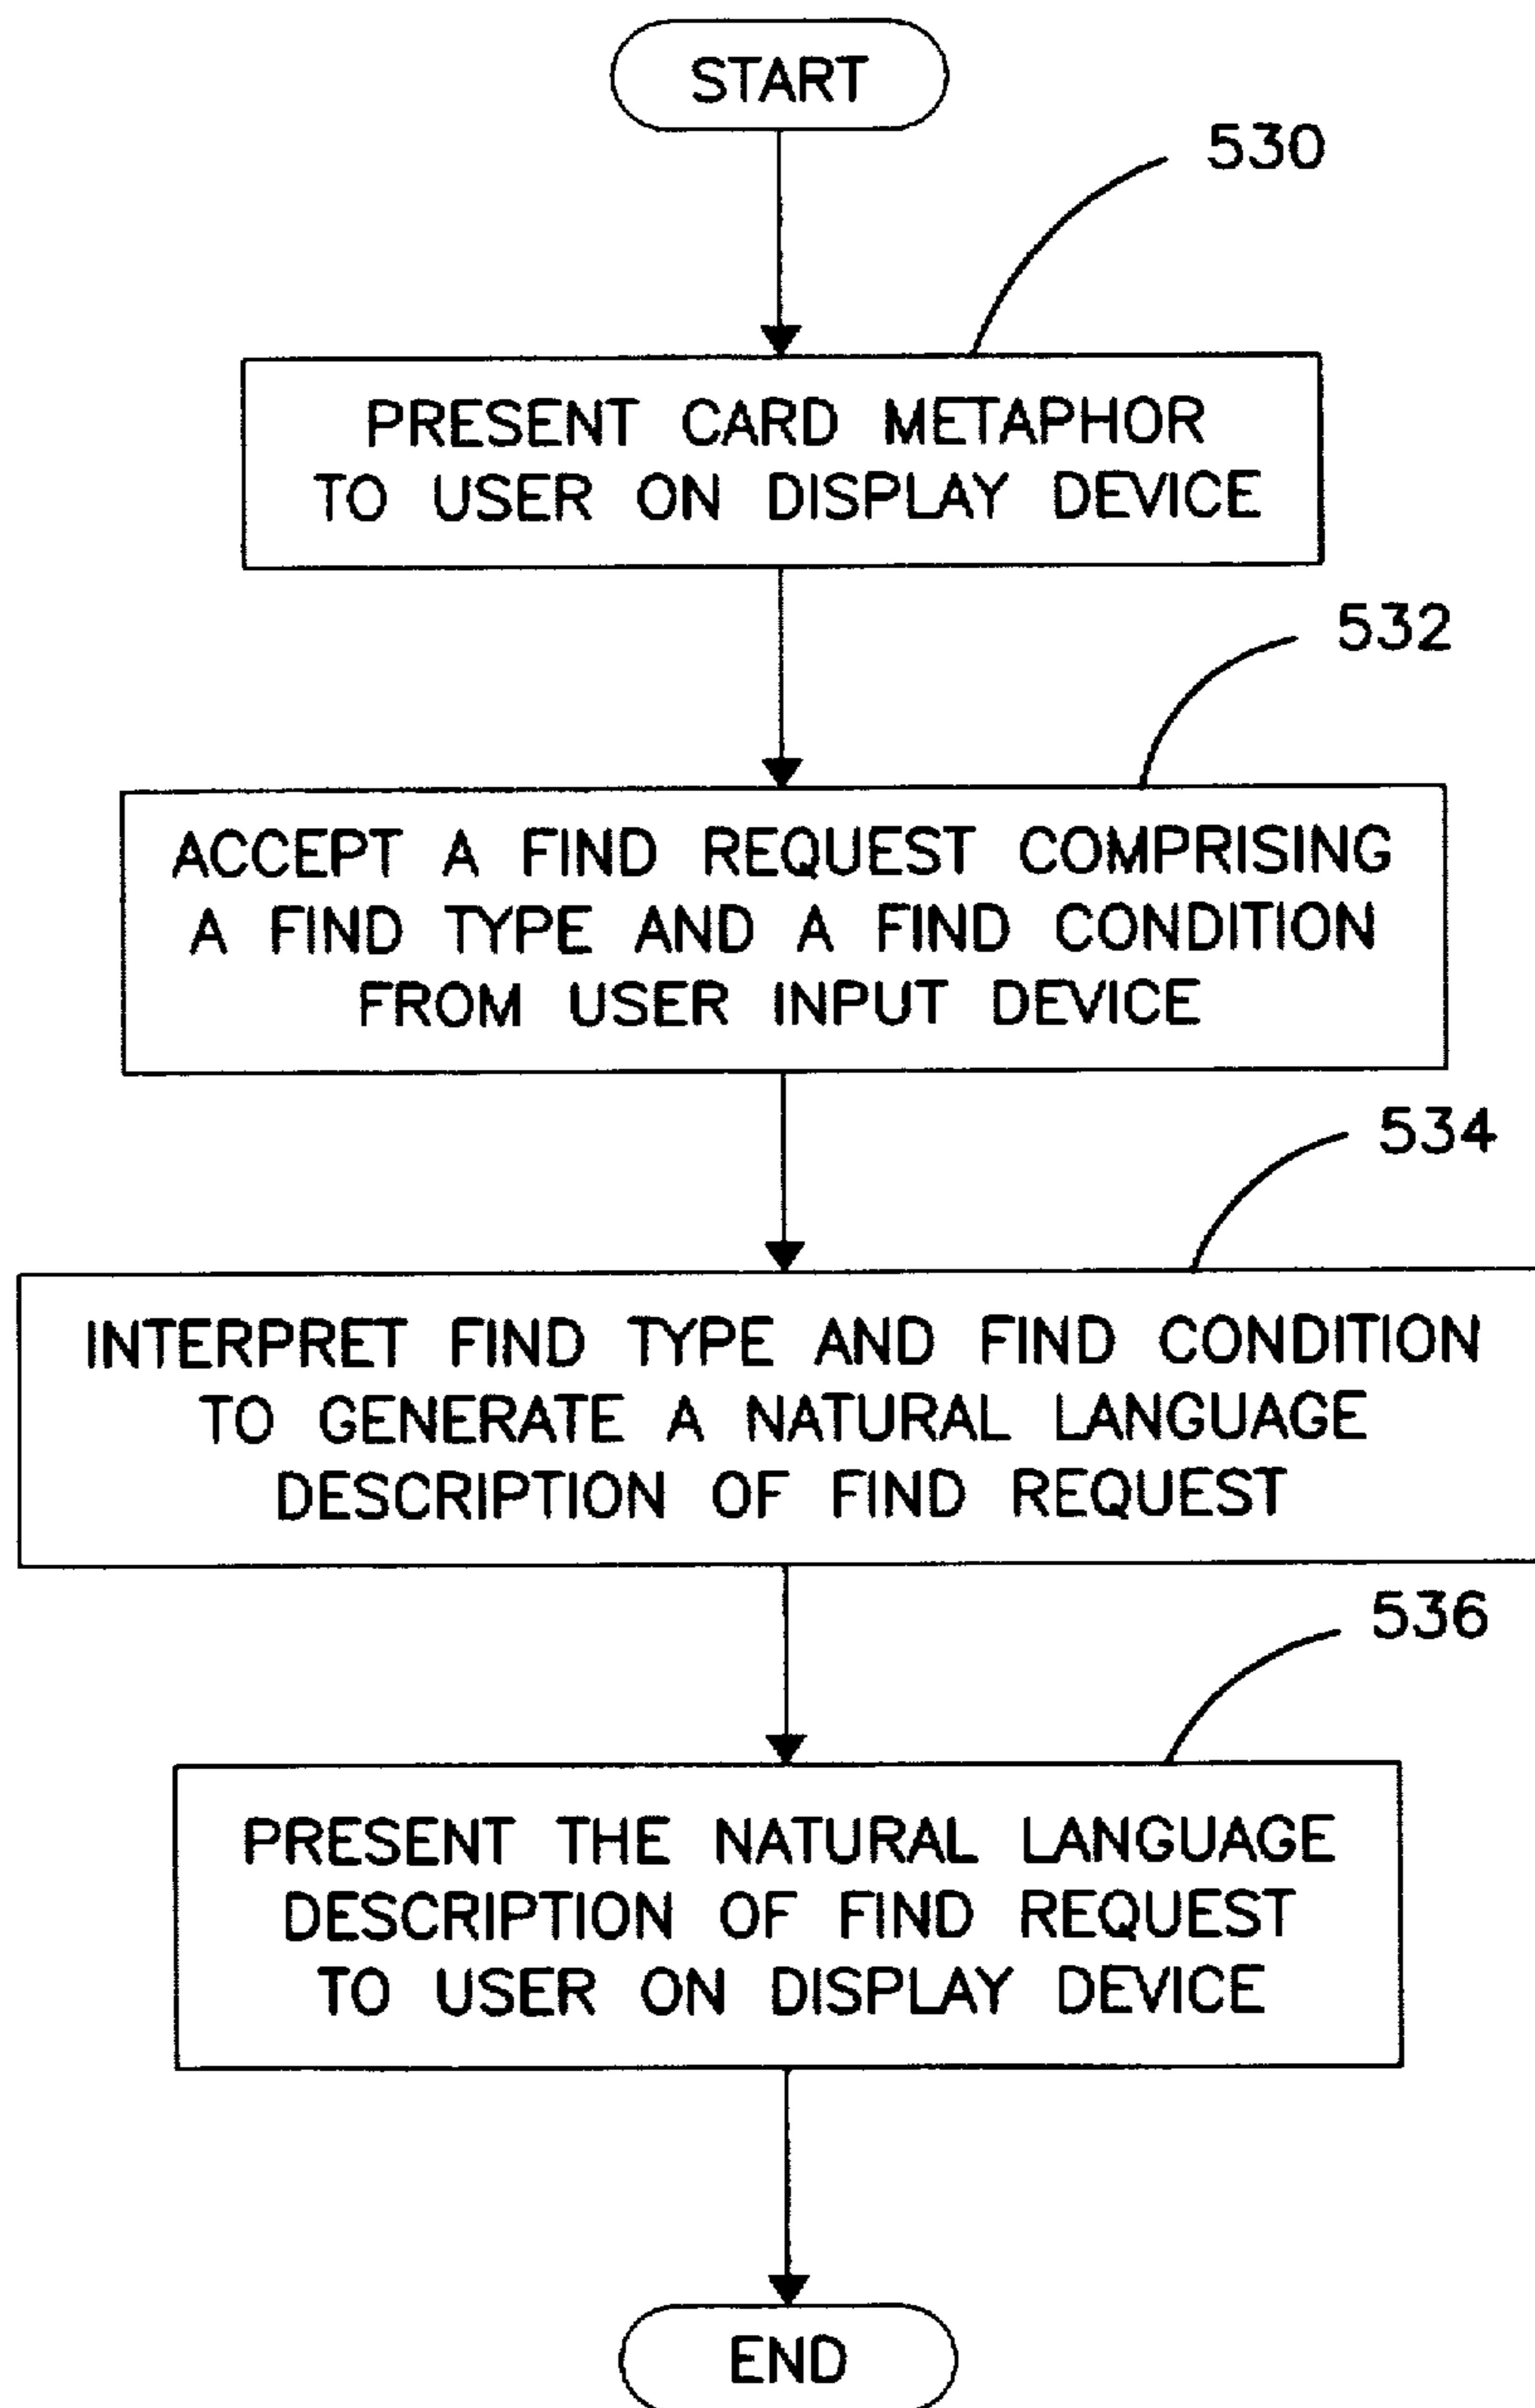 START
530
PRESENT CARD METAPHOR
TO USER ON DISPLAY DEVICE
532
ACCEPT A FIND REQUEST COMPRISING
A FIND TYPE AND A FIND CONDITION
FROM USER INPUT DEVICE
534
INTERPRET FIND TYPE AND FIND CONDITION
TO GENERATE A NATURAL LANGUAGE
DESCRIPTION OF FIND REQUEST
536
PRESENT THE NATURAL LANGUAGE
DESCRIPTION OF FIND REQUEST
TO USER ON DISPLAY DEVICE
END